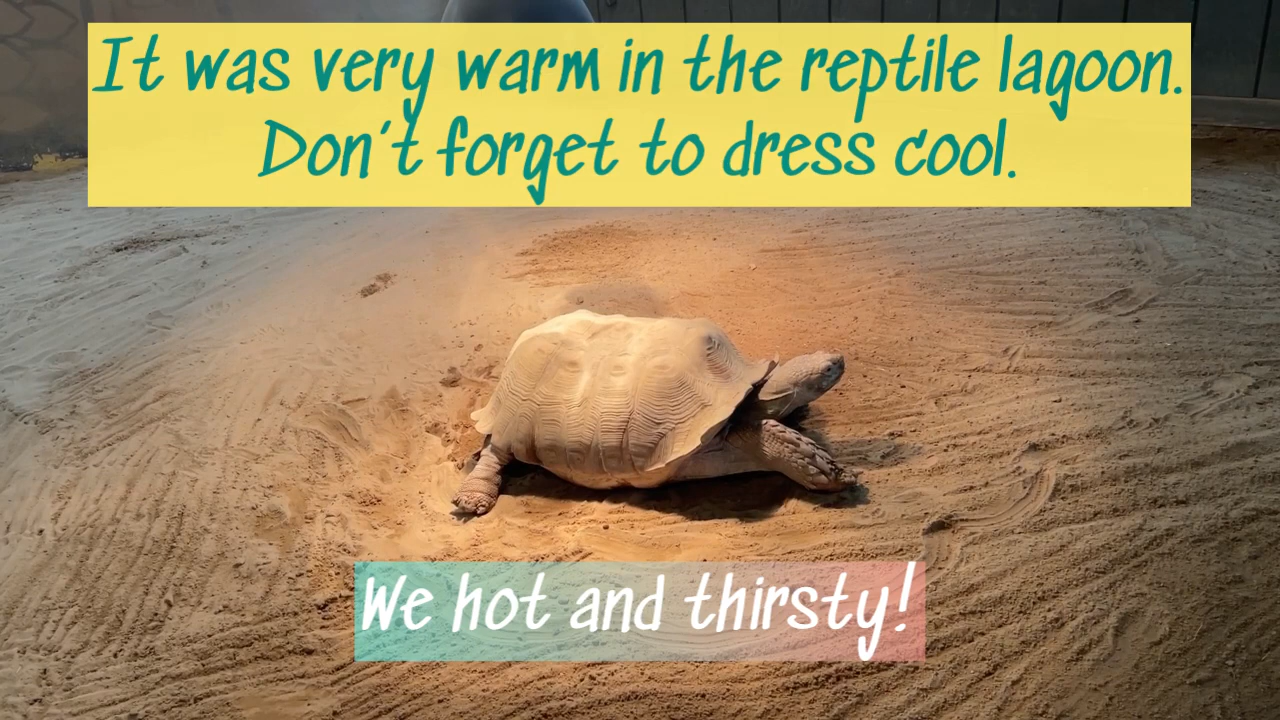 It was very warm in the reptile lagoon.
Don't forget to dress cool.
We hot and thirsty!